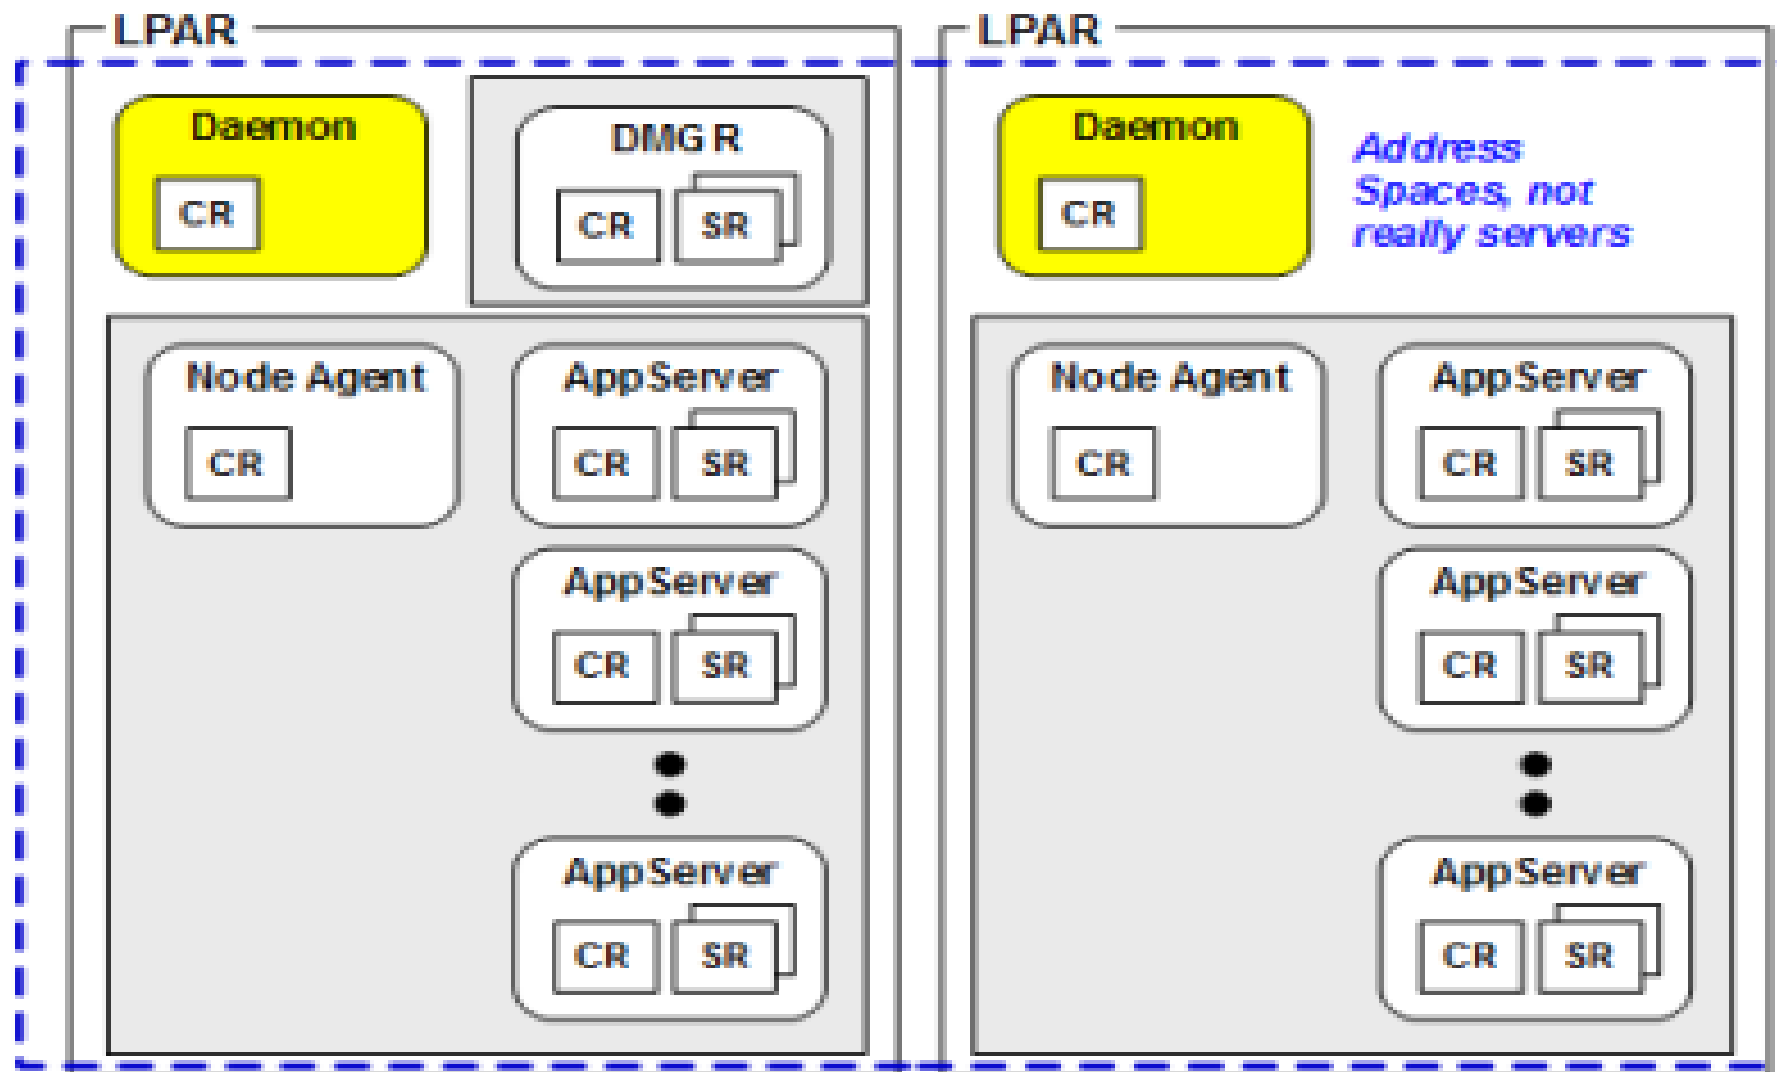 LPAR
Daemon
CR
DMGR
CR SR
Node Agent
CR
AppServer
CR SR
AppServer
CR SR
AppServer
CR SR
LPAR
Daemon
CR
Address
Spaces, not
really servers
Node Agent
CR
AppServer
CR SR
AppServer
CR SR
AppServer
CR SR